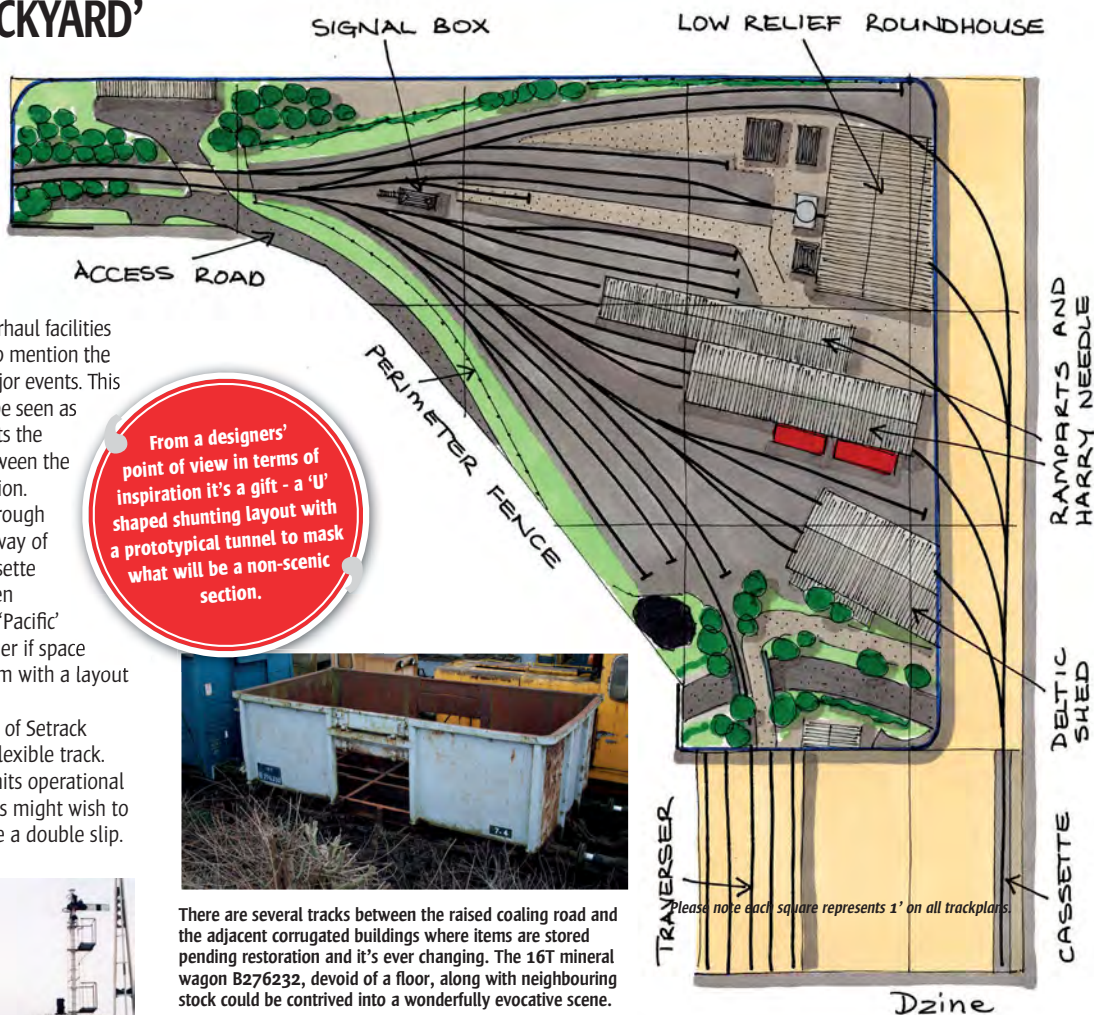 CKYARD'
SIGNAL BOX
LOW RELIEF ROUNDHOUSE
ACCESS ROAD
PERIMETER FENCE
RAMPARTS AND
HARRY NEEDLE
DELTIC
SHED
TRAVERSER
CASSETTE
Please note each square represents 1' on all trackplans.
Dzine
rhaul facilities
o mention the
jor events. This
e seen as
ts the
ween the
ion.
rough
way of
sette
en
'Pacific'
er if space
m with a layout
of Setrack
lexible track.
nits operational
s might wish to
e a double slip.
From a designers'
point of view in terms of
inspiration it's a gift - a 'U'
shaped shunting layout with
a prototypical tunnel to mask
what will be a non-scenic
section.
7-4
There are several tracks between the raised coaling road and
the adjacent corrugated buildings where items are stored
pending restoration and it's ever changing. The 16T mineral
wagon B276232, devoid of a floor, along with neighbouring
stock could be contrived into a wonderfully evocative scene.